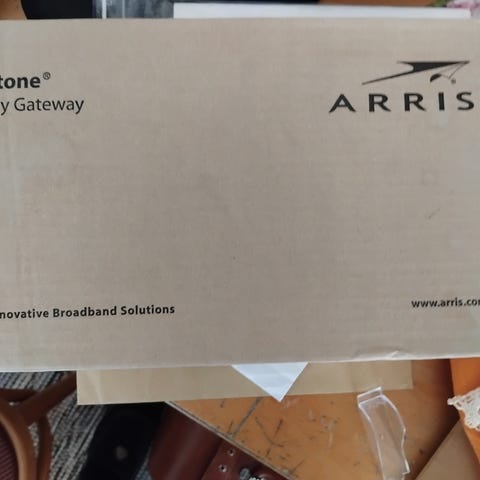 tone®
y Gateway
ARRIS
novative Broadband Solutions
www.arris.co